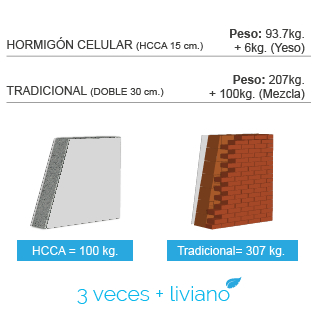 Peso: 93.7kg.
HORMIGÓN CELULAR (HCCA 15 cm.) + 6kg. (Yeso)
Peso: 207kg.
TRADICIONAL (DOBLE 30 cm.) + 100kg. (Mezcla)
HCCA = 100 kg. Tradicional= 307 kg.
3 veces + liviano